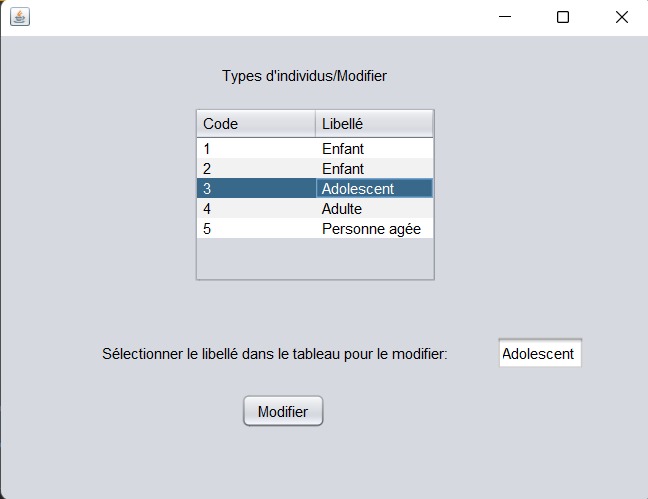 Types d'individus/Modifier
Code Libellé
1 Enfant
2 Enfant
3 Adolescent
4 Adulte
5 Personne agée
Sélectionner le libellé dans le tableau pour le modifier: Adolescent
Modifier